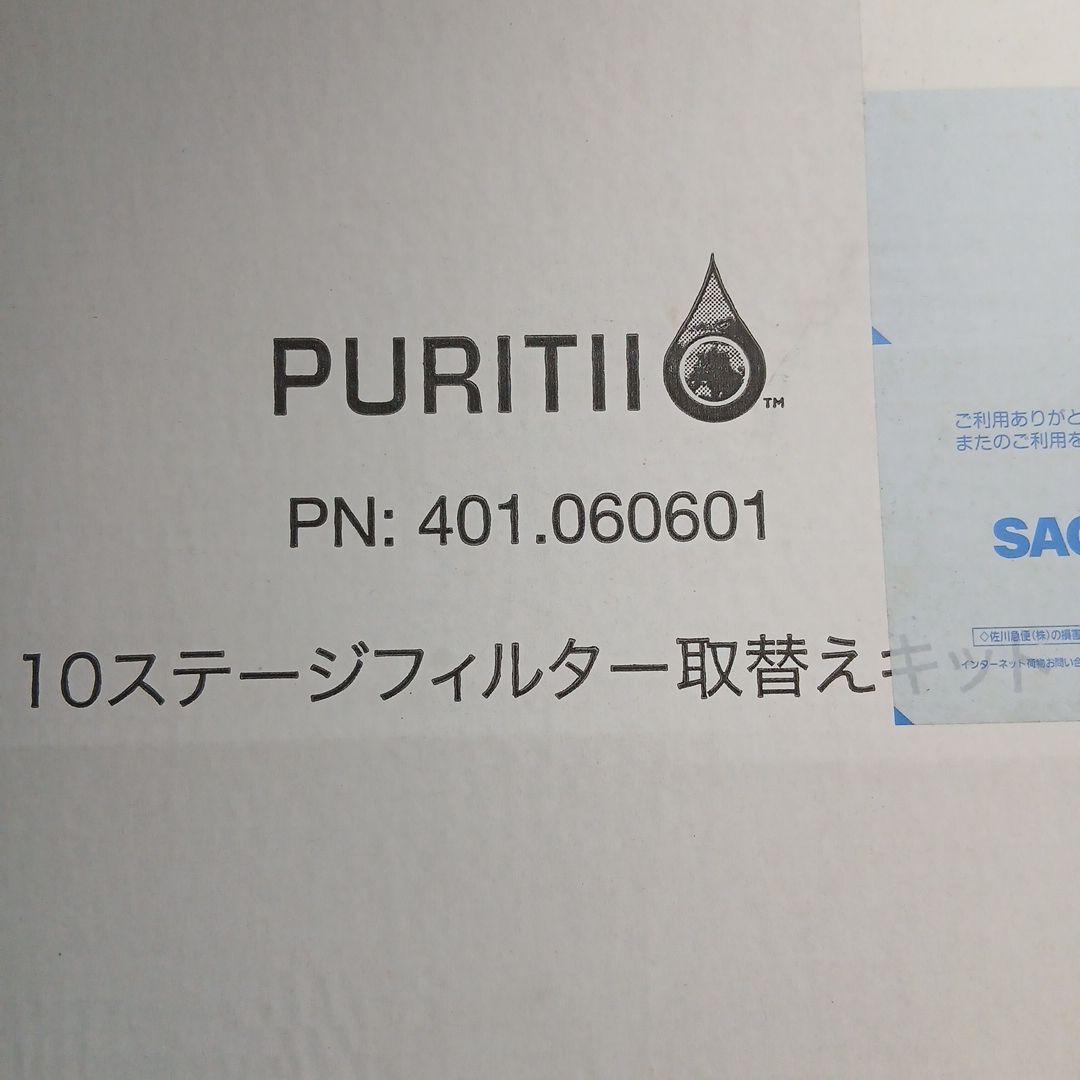 PURITII™
PN: 401.060601
10ステージフィルター取替えキット
ご利用ありがと
またのご利用を
SAG
◇佐川急便(株)の損害
インターネット荷物お問い合